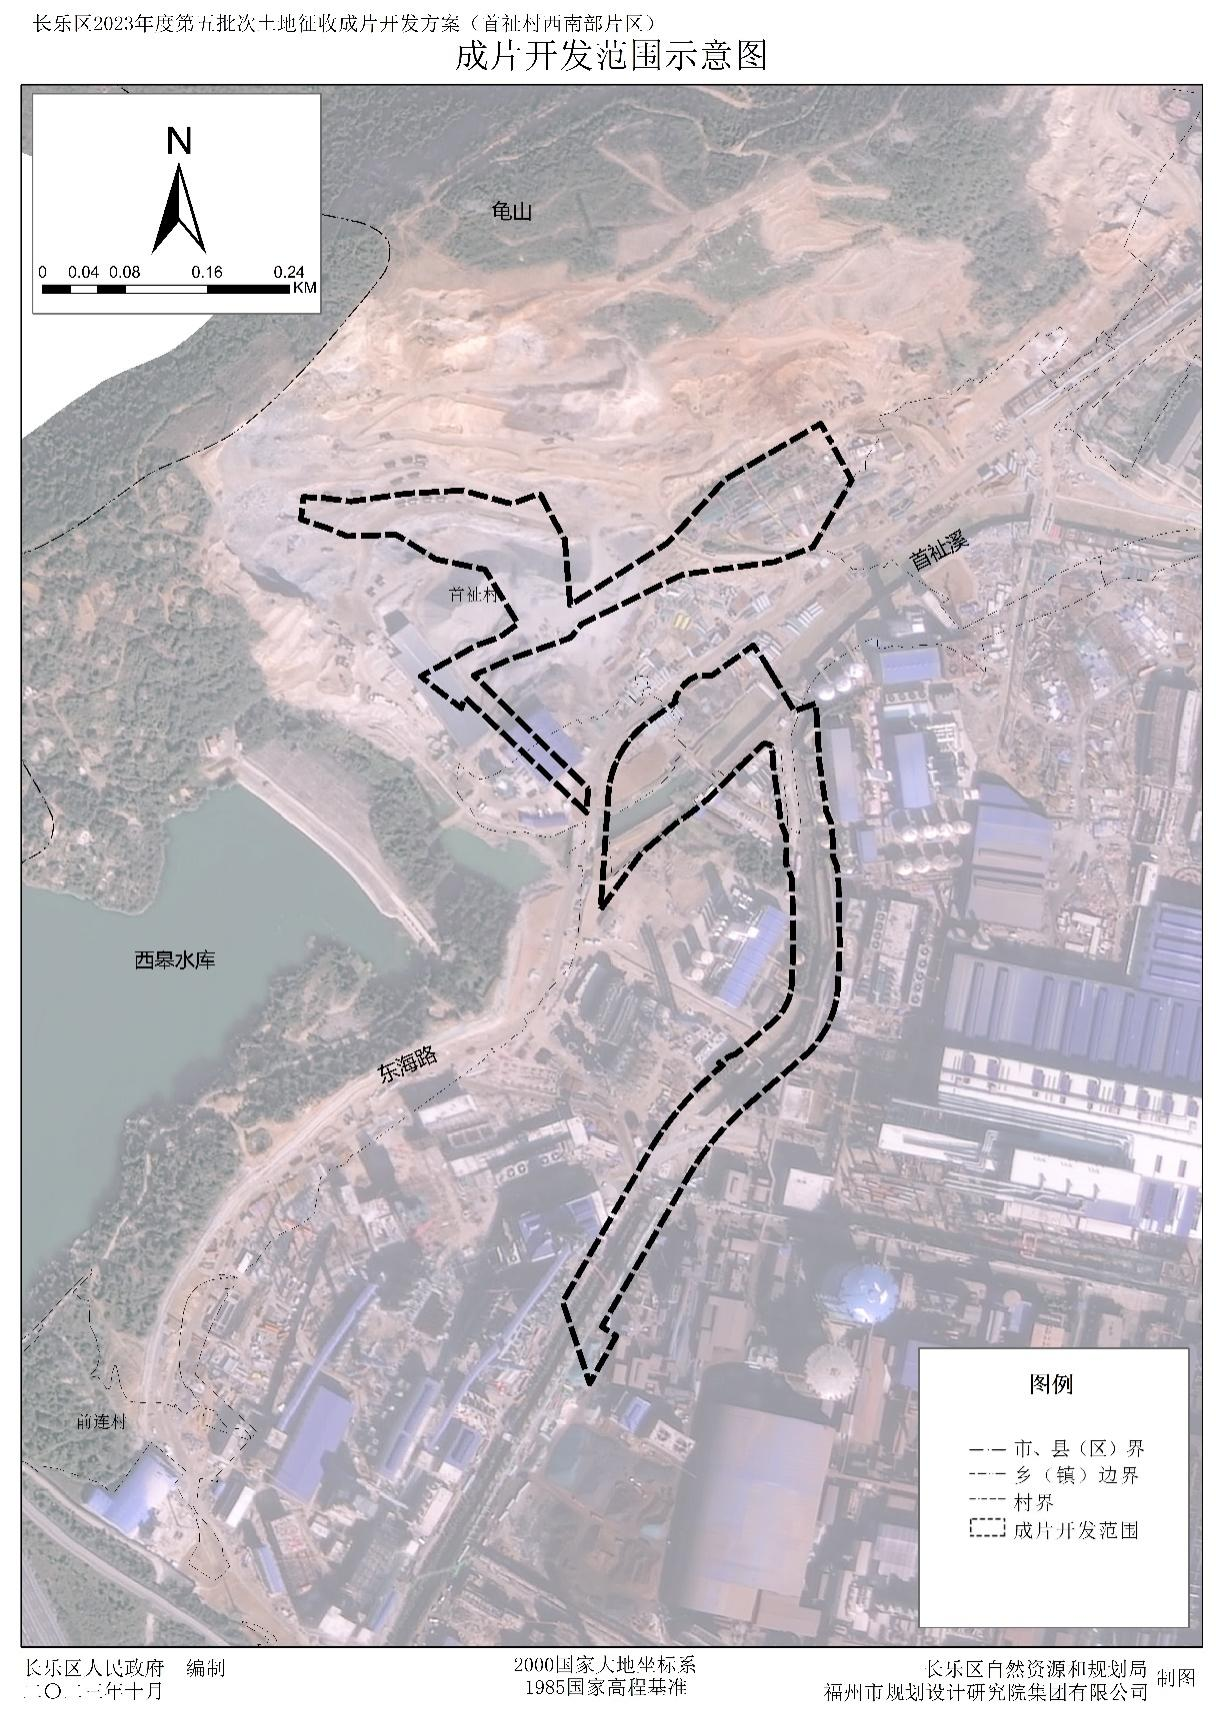 长乐区2023年度第五批次土地征收成片开发方案（首祉村西南部片区）
成片开发范围示意图
N
0 0.04 0.08 0.16 0.24
KM
龟山
首祉溪
首祉村
西皋水库
东海路
前连村
图例
市、县（区）界
乡（镇）边界
村界
成片开发范围
长乐区人民政府 编制
二〇二三年十月
2000国家大地坐标系
1985国家高程基准
长乐区自然资源和规划局
福州市规划设计研究院集团有限公司
制图